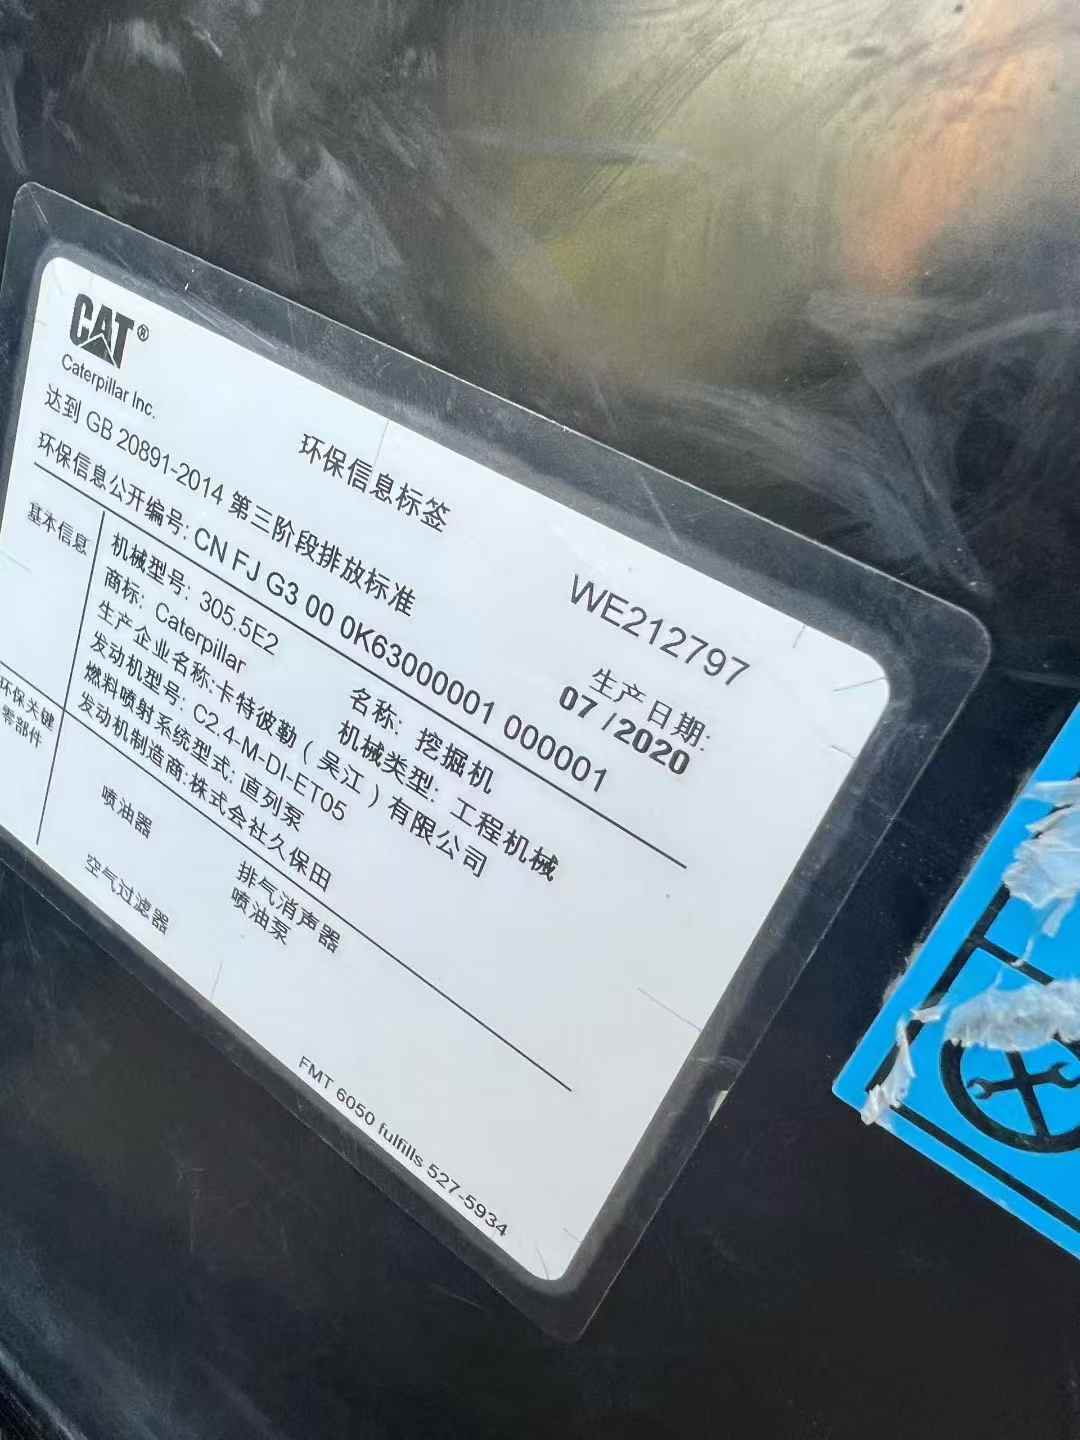 CAT®
Caterpillar Inc.
环保信息标签
WE212797
达到 GB 20891-2014 第三阶段排放标准
生产日期:
环保信息公开编号: CN FJ G3 00 0K63000001 000001
07 /2020
基本信息
机械型号: 305.5E2
名称: 挖掘机
商标: Caterpillar
机械类型: 工程机械
生产企业名称:卡特彼勒（吴江）有限公司
发动机型号: C2.4-M-DI-ET05
燃料喷射系统型式: 直列泵
发动机制造商:株式会社久保田
环保关键
零部件
喷油器
排气消声器
空气过滤器
喷油泵
FMT 6050 fulfills 527-5934